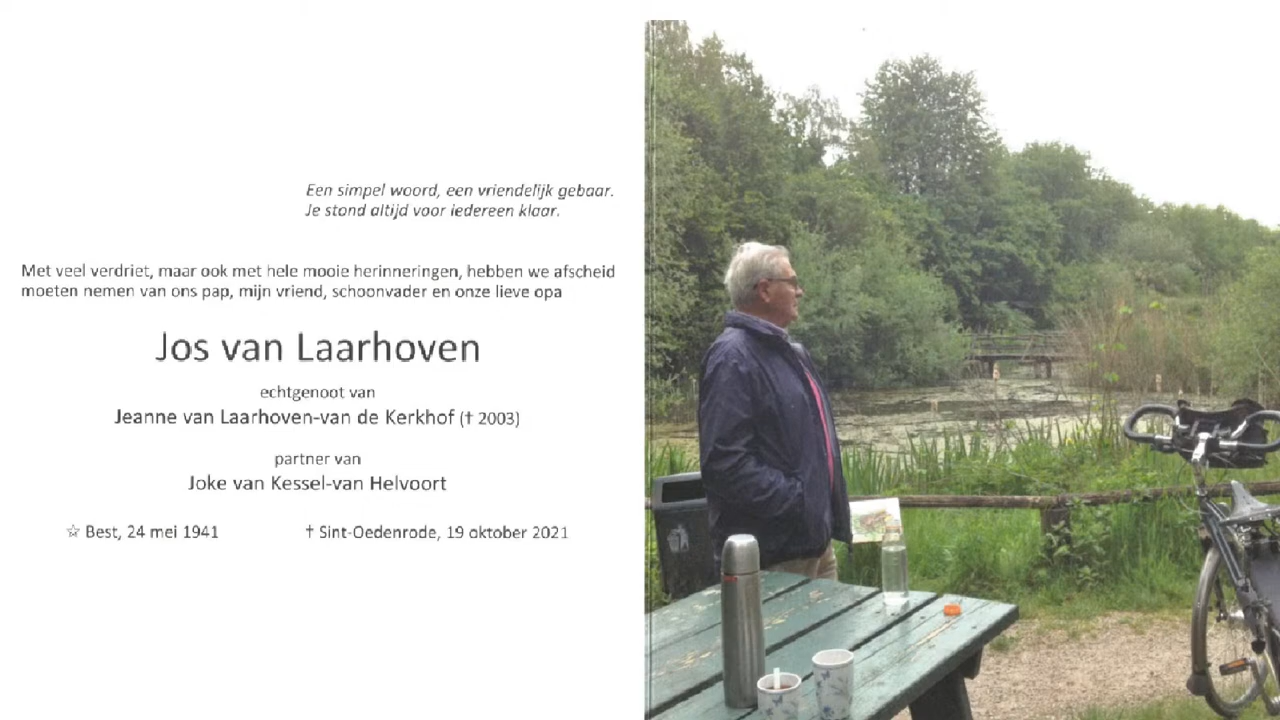 Een simpel woord, een vriendelijk gebaar.
Je stond altijd voor iedereen klaar.
Met veel verdriet, maar ook met hele mooie herinneringen, hebben we afscheid
moeten nemen van ons pap, mijn vriend, schoonvader en onze lieve opa
Jos van Laarhoven
echtgenoot van
Jeanne van Laarhoven-van de Kerkhof († 2003)
partner van
Joke van Kessel-van Helvoort
☆ Best, 24 mei 1941 † Sint-Oedenrode, 19 oktober 2021